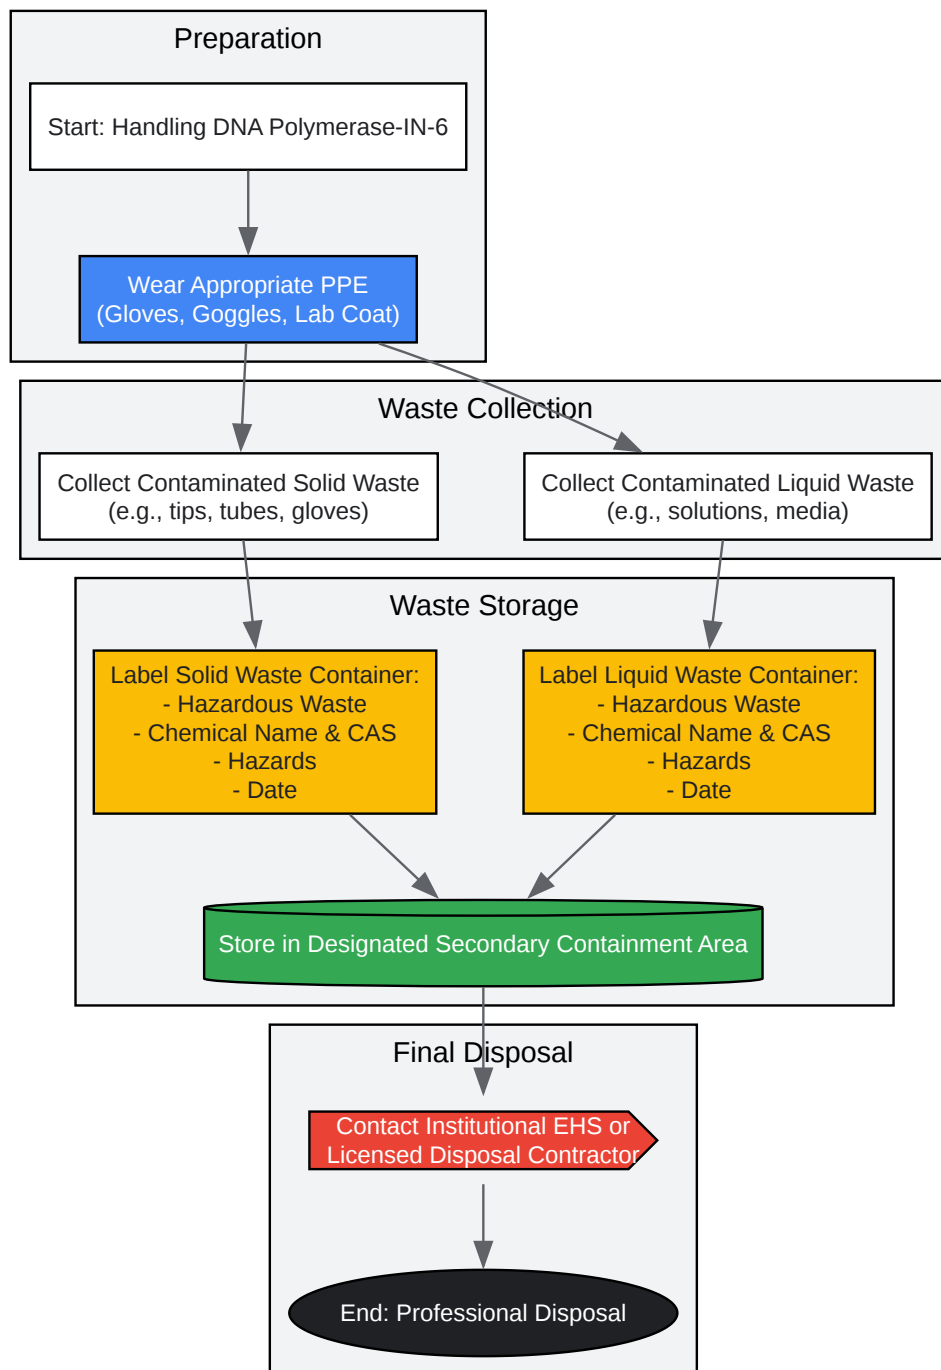 Preparation
Start: Handling DNA Polymerase-IN-6
Wear Appropriate PPE
(Gloves, Goggles, Lab Coat)
Waste Collection
Collect Contaminated Solid Waste
(e.g., tips, tubes, gloves)
Collect Contaminated Liquid Waste
(e.g., solutions, media)
Waste Storage
Label Solid Waste Container:
- Hazardous Waste
- Chemical Name & CAS
- Hazards
- Date
Label Liquid Waste Container:
- Hazardous Waste
- Chemical Name & CAS
- Hazards
- Date
Store in Designated Secondary Containment Area
Final Disposal
Contact Institutional EHS or
Licensed Disposal Contractor
End: Professional Disposal